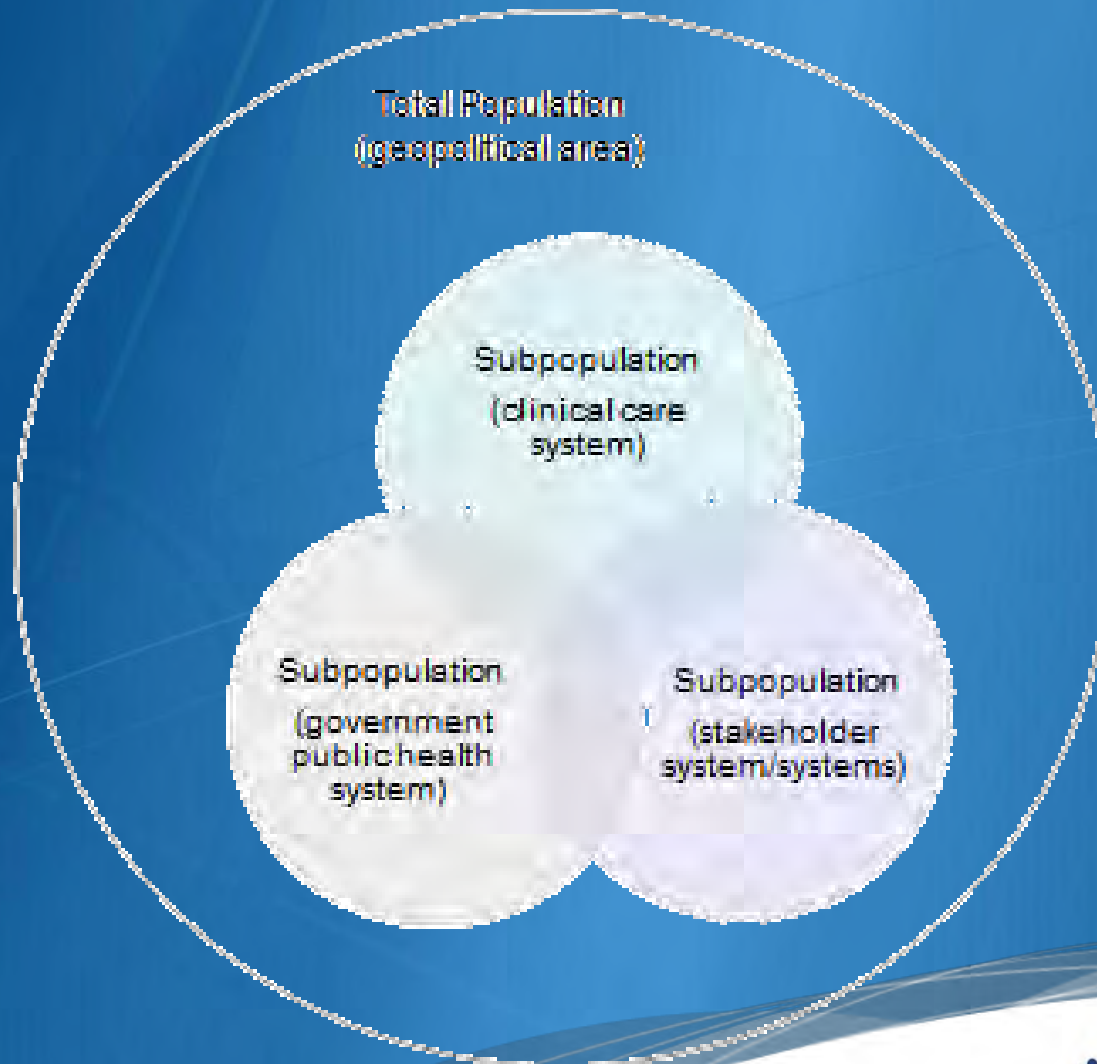 Total Population
(geopolitical area)
Subpopulation
(clinical care
system)
Subpopulation
(government
public health
system)
Subpopulation
(stakeholder
system/systems)